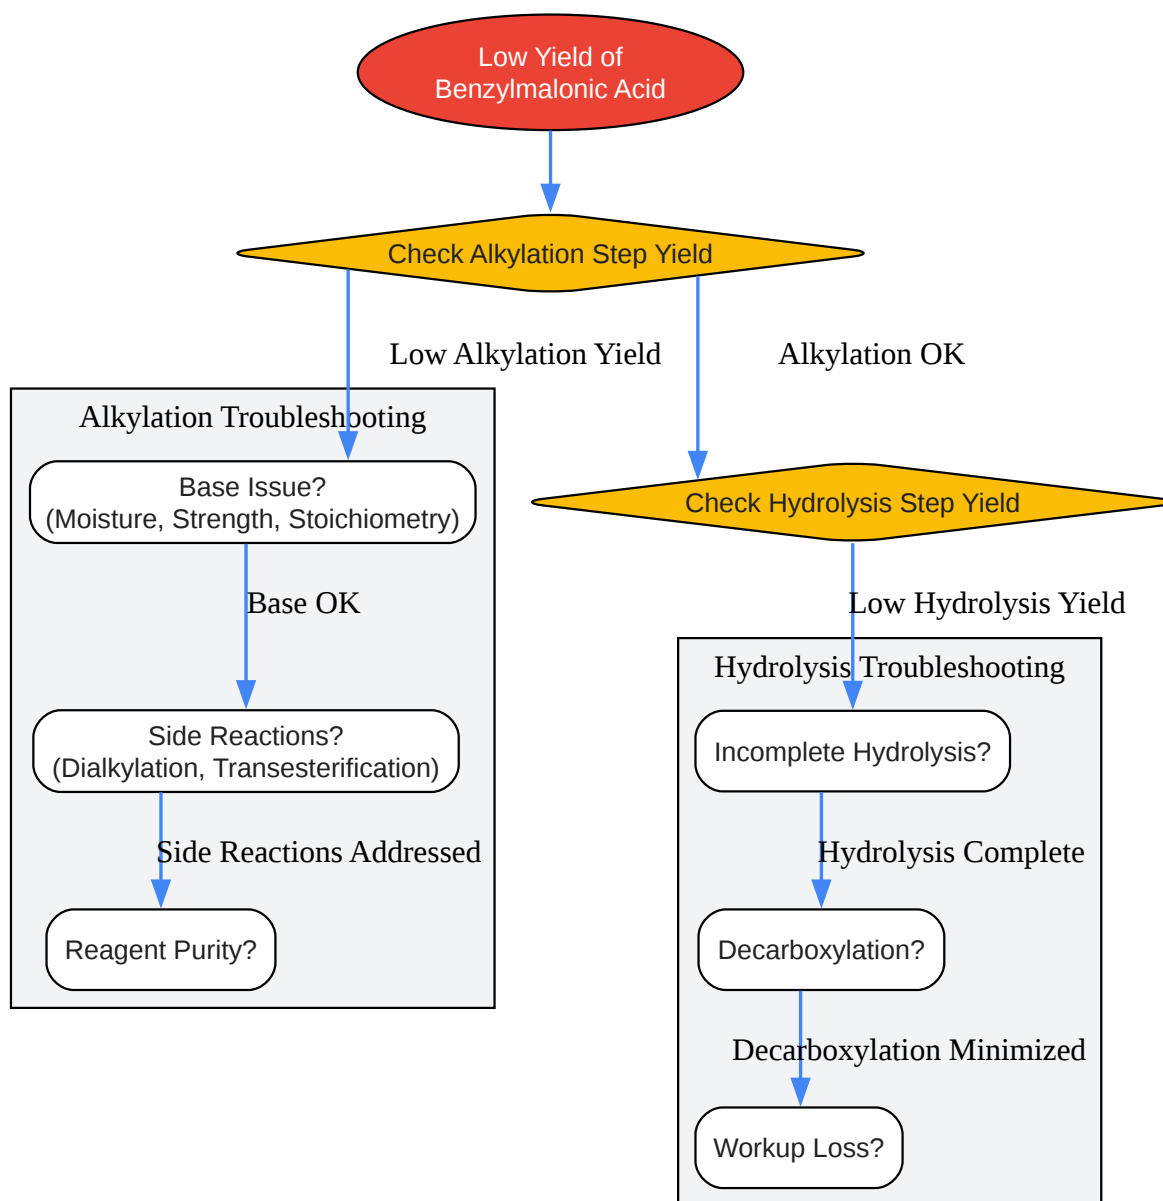 Low Yield of
Benzylmalonic Acid
Check Alkylation Step Yield
Low Alkylation Yield
Alkylation OK
Alkylation Troubleshooting
Base Issue?
(Moisture, Strength, Stoichiometry)
Check Hydrolysis Step Yield
Base OK
Low Hydrolysis Yield
Hydrolysis Troubleshooting
Side Reactions?
(Dialkylation, Transesterification)
Incomplete Hydrolysis?
Side Reactions Addressed
Hydrolysis Complete
Reagent Purity?
Decarboxylation?
Decarboxylation Minimized
Workup Loss?